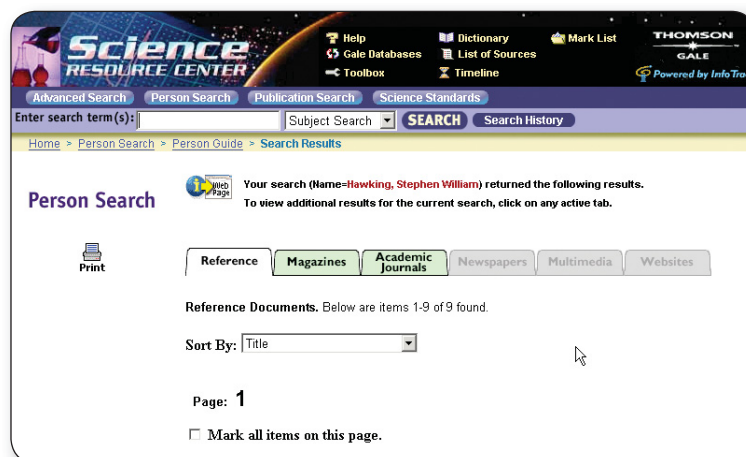 Science
RESOURCE CENTER
Help
Gale Databases
Toolbox
Dictionary
List of Sources
Timeline
Mark List
THOMSON
GALE
Powered by InfoTra
Advanced Search
Person Search
Publication Search
Science Standards
Enter search term(s):
Subject Search
SEARCH
Search History
Home > Person Search > Person Guide > Search Results
Person Search
Print
i
Web
Page
Your search (Name=Hawking, Stephen William) returned the following results.
To view additional results for the current search, click on any active tab.
Reference
Magazines
Academic
Journals
Newspapers
Multimedia
Websites
Reference Documents. Below are items 1-9 of 9 found.
Sort By: Title
Page: 1
Mark all items on this page.